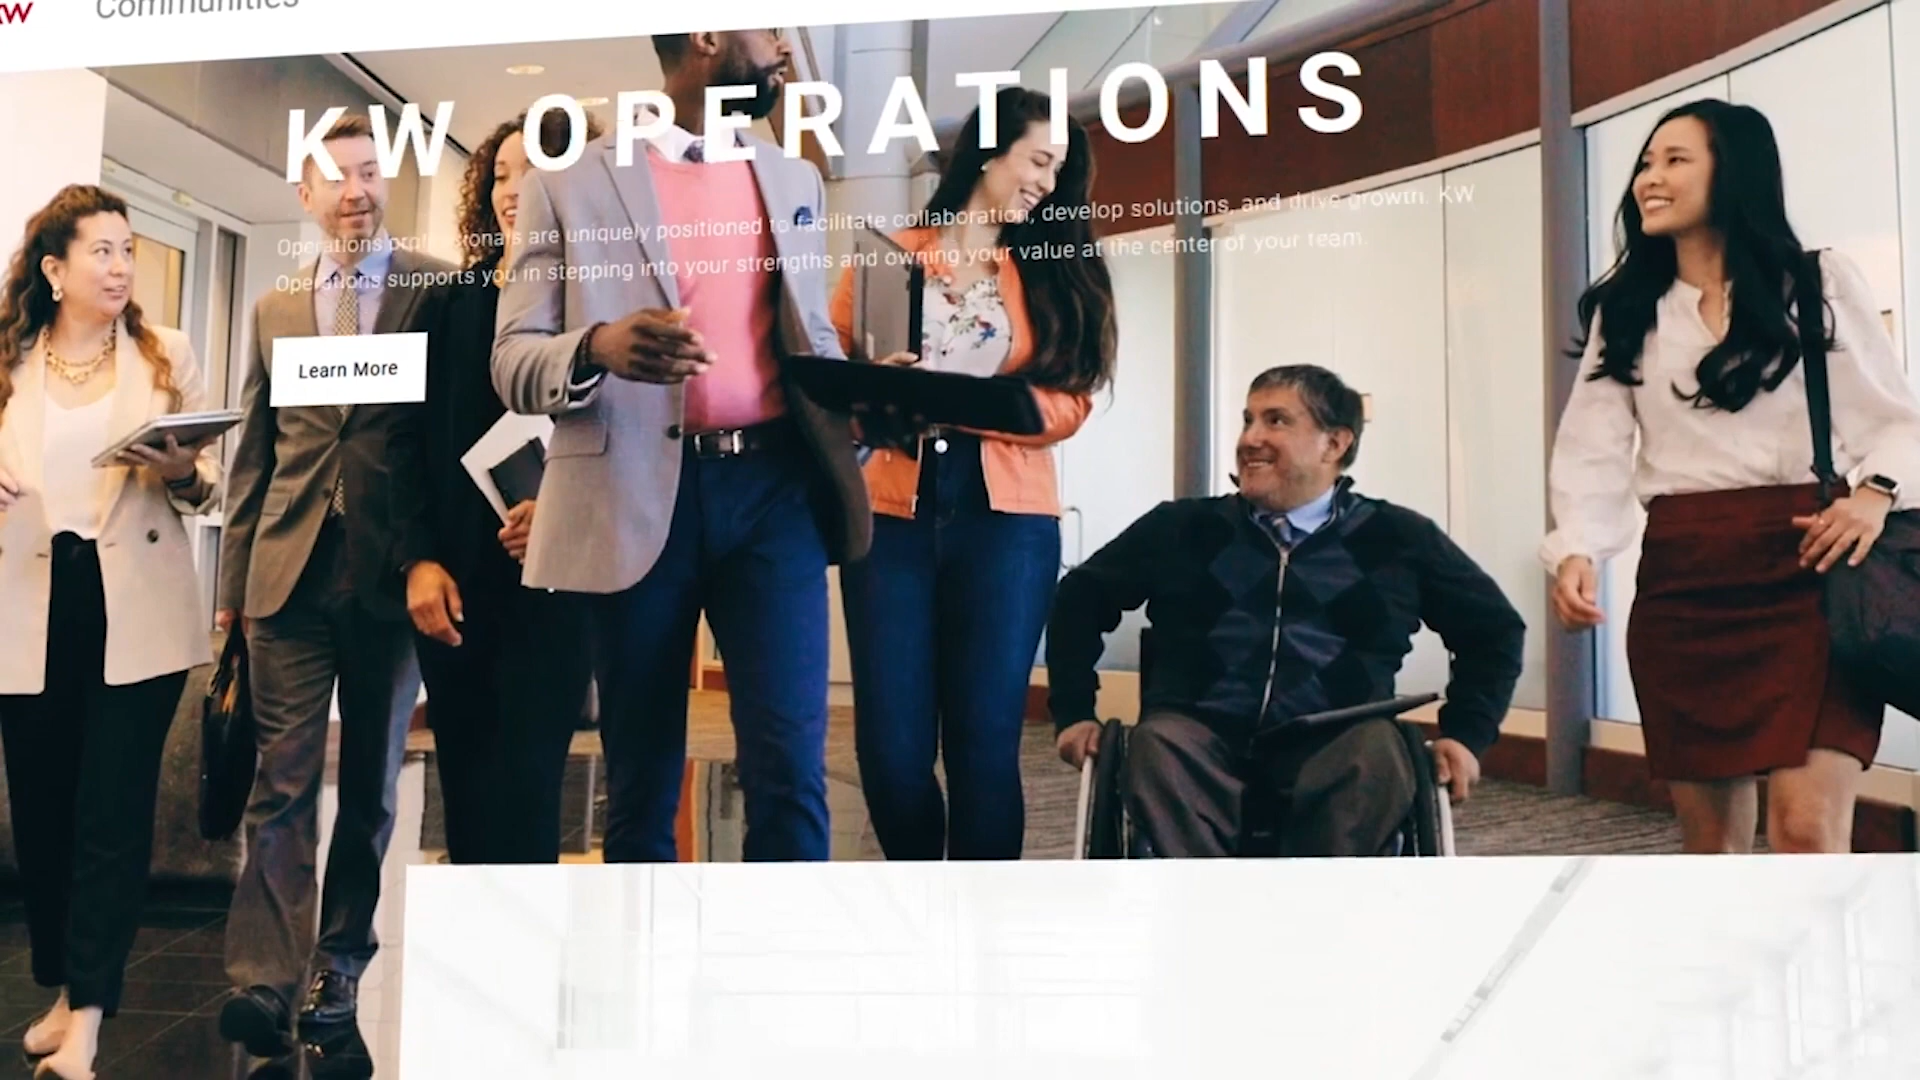 kw Communities
KW OPERATIONS
Operations professionals are uniquely positioned to facilitate collaboration, develop solutions, and drive growth. KW
Operations supports you in stepping into your strengths and owning your value at the center of your team.
Learn More